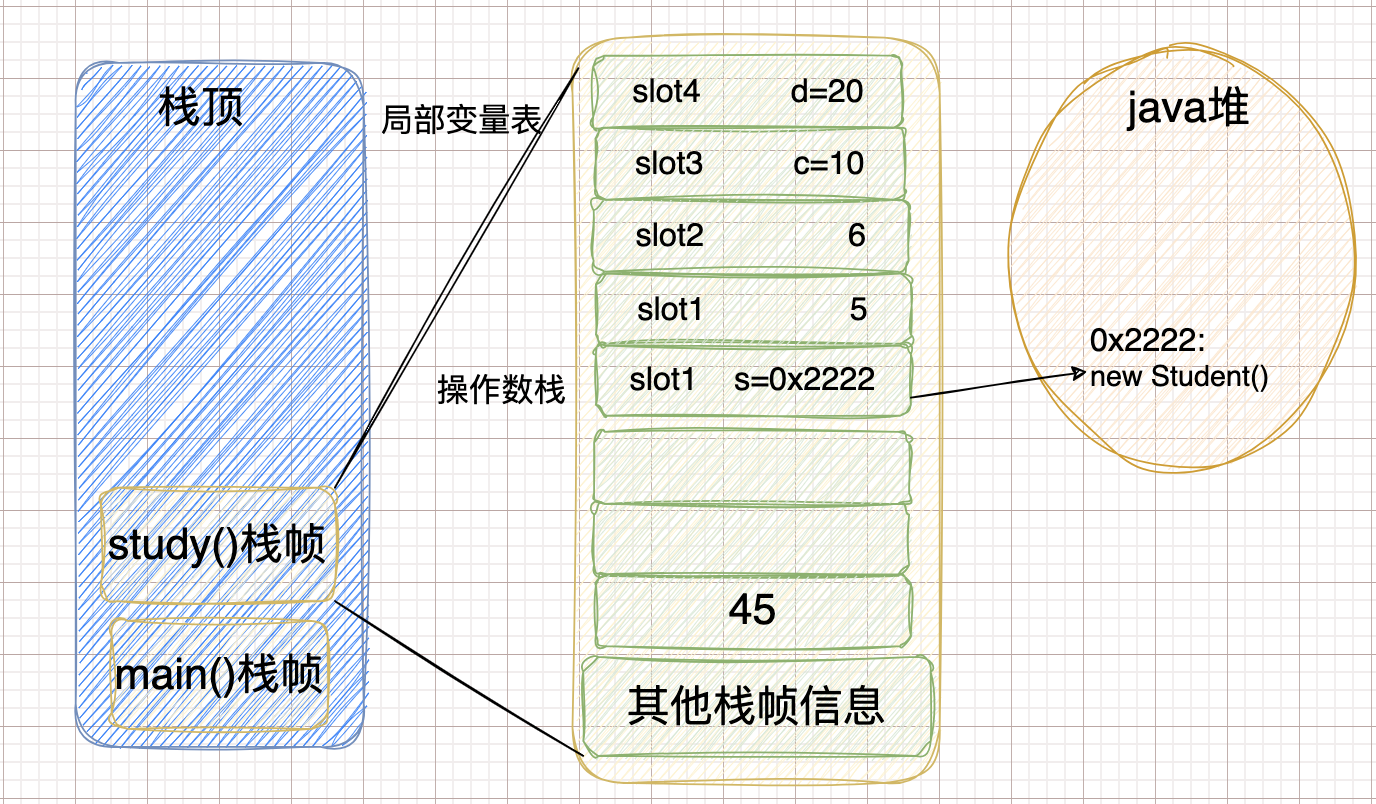 栈顶
study()栈帧
main()栈帧
局部变量表
操作数栈
slot4 d=20
slot3 c=10
slot2 6
slot1 5
slot1 s=0x2222
45
其他栈帧信息
java堆
0x2222:
new Student()